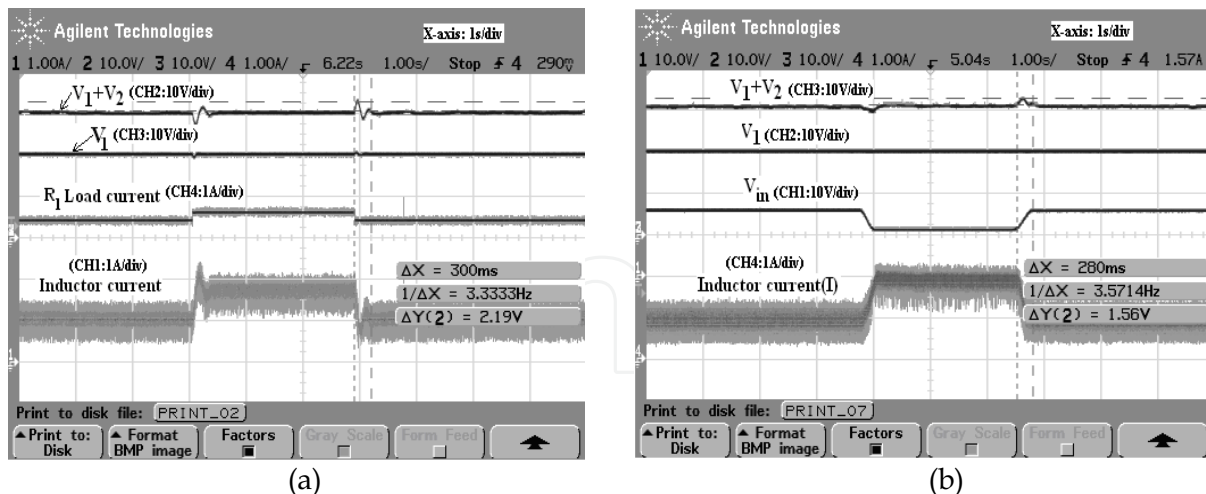 Agilent Technologies
X-axis: 1s/div
1 1.00A/ 2 10.0V/ 3 10.0V/ 4 1.00A/ 6.22s 1.00s/ Stop 4 290mV
V1+V2 (CH2:10V/div)
V1 (CH3:10V/div)
R1 Load current (CH4:1A/div)
(CH1:1A/div)
Inductor current
ΔX = 300ms
1/ΔX = 3.3333Hz
ΔY(2) = 2.19V
Print to disk file: PRINT_02
Print to: Disk
Format BMP image
Factors
Gray Scale
Form Feed
(a)
Agilent Technologies
X-axis: 1s/div
1 10.0V/ 2 10.0V/ 3 10.0V/ 4 1.00A/ 5.04s 1.00s/ Stop 4 1.57A
V1+V2 (CH3:10V/div)
V1 (CH2:10V/div)
Vin (CH1:10V/div)
(CH4:1A/div)
Inductor current(I)
ΔX = 280ms
1/ΔX = 3.5714Hz
ΔY(2) = 1.56V
Print to disk file: PRINT_07
Print to: Disk
Format BMP image
Factors
Gray Scale
Form Feed
(b)